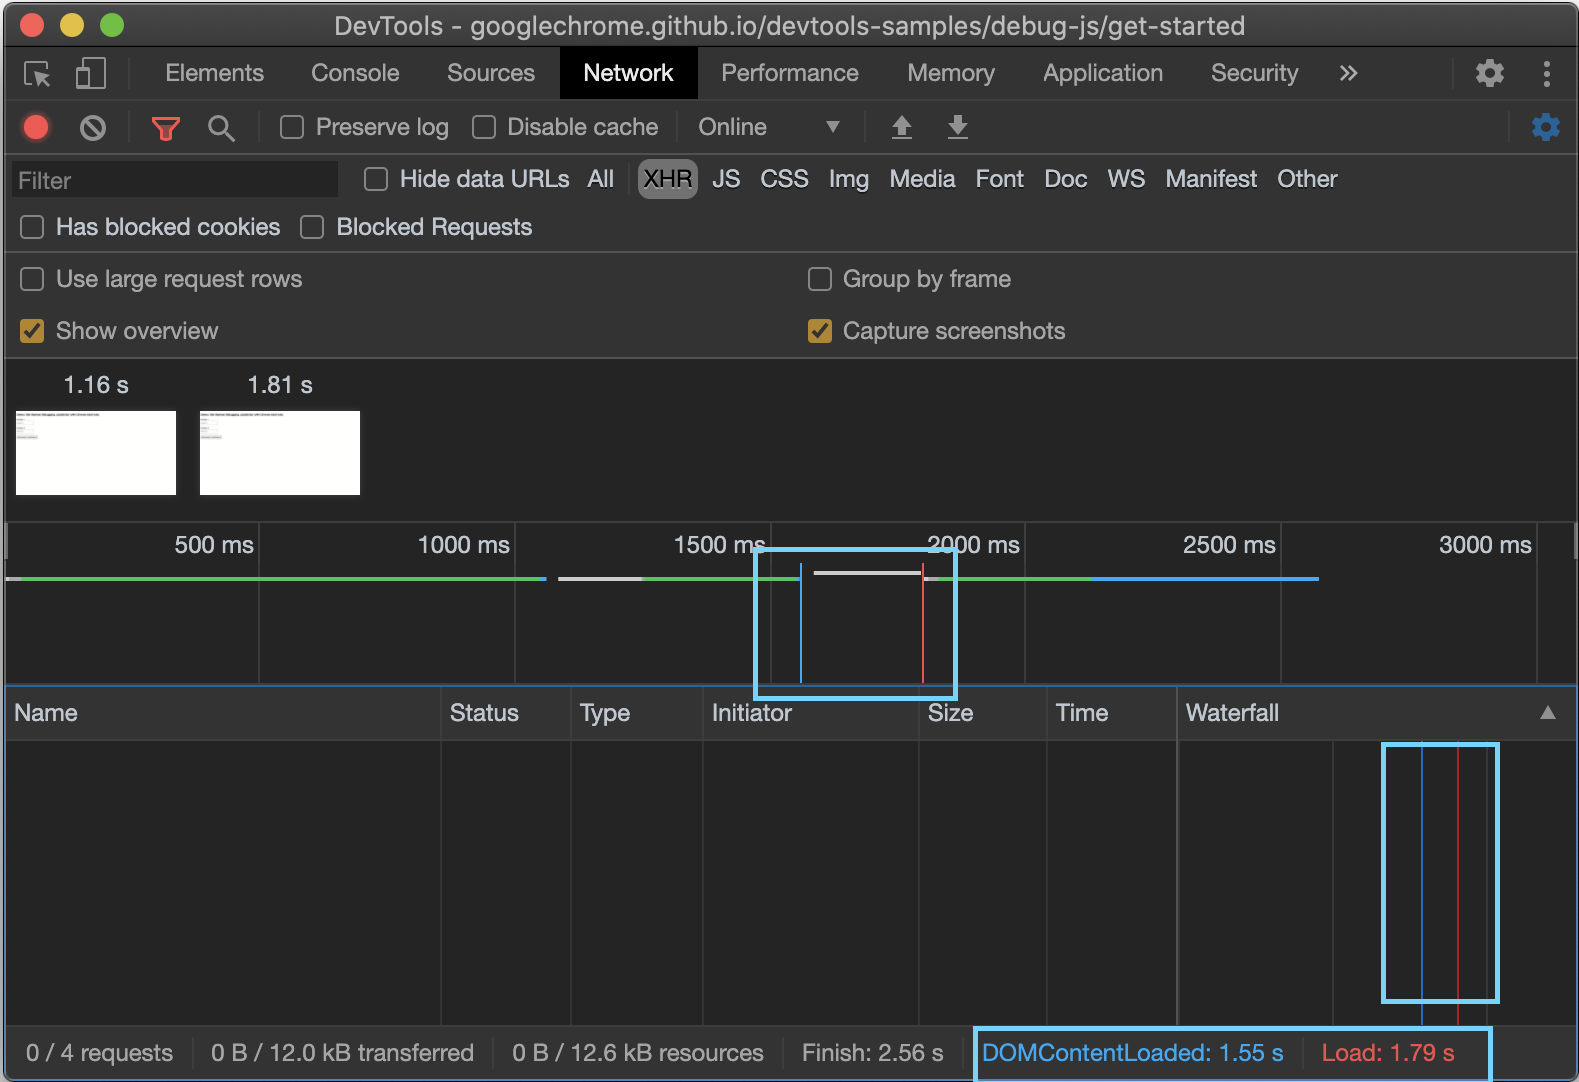 DevTools - googlechrome.github.io/devtools-samples/debug-js/get-started
Elements Console Sources Network Performance Memory Application Security »
Preserve log Disable cache Online
Filter Hide data URLs All XHR JS CSS Img Media Font Doc WS Manifest Other
Has blocked cookies Blocked Requests
Use large request rows Group by frame
Show overview Capture screenshots
1.16 s 1.81 s
500 ms 1000 ms 1500 ms 2000 ms 2500 ms 3000 ms
Name Status Type Initiator Size Time Waterfall
0 / 4 requests 0 B / 12.0 kB transferred 0 B / 12.6 kB resources Finish: 2.56 s DOMContentLoaded: 1.55 s Load: 1.79 s